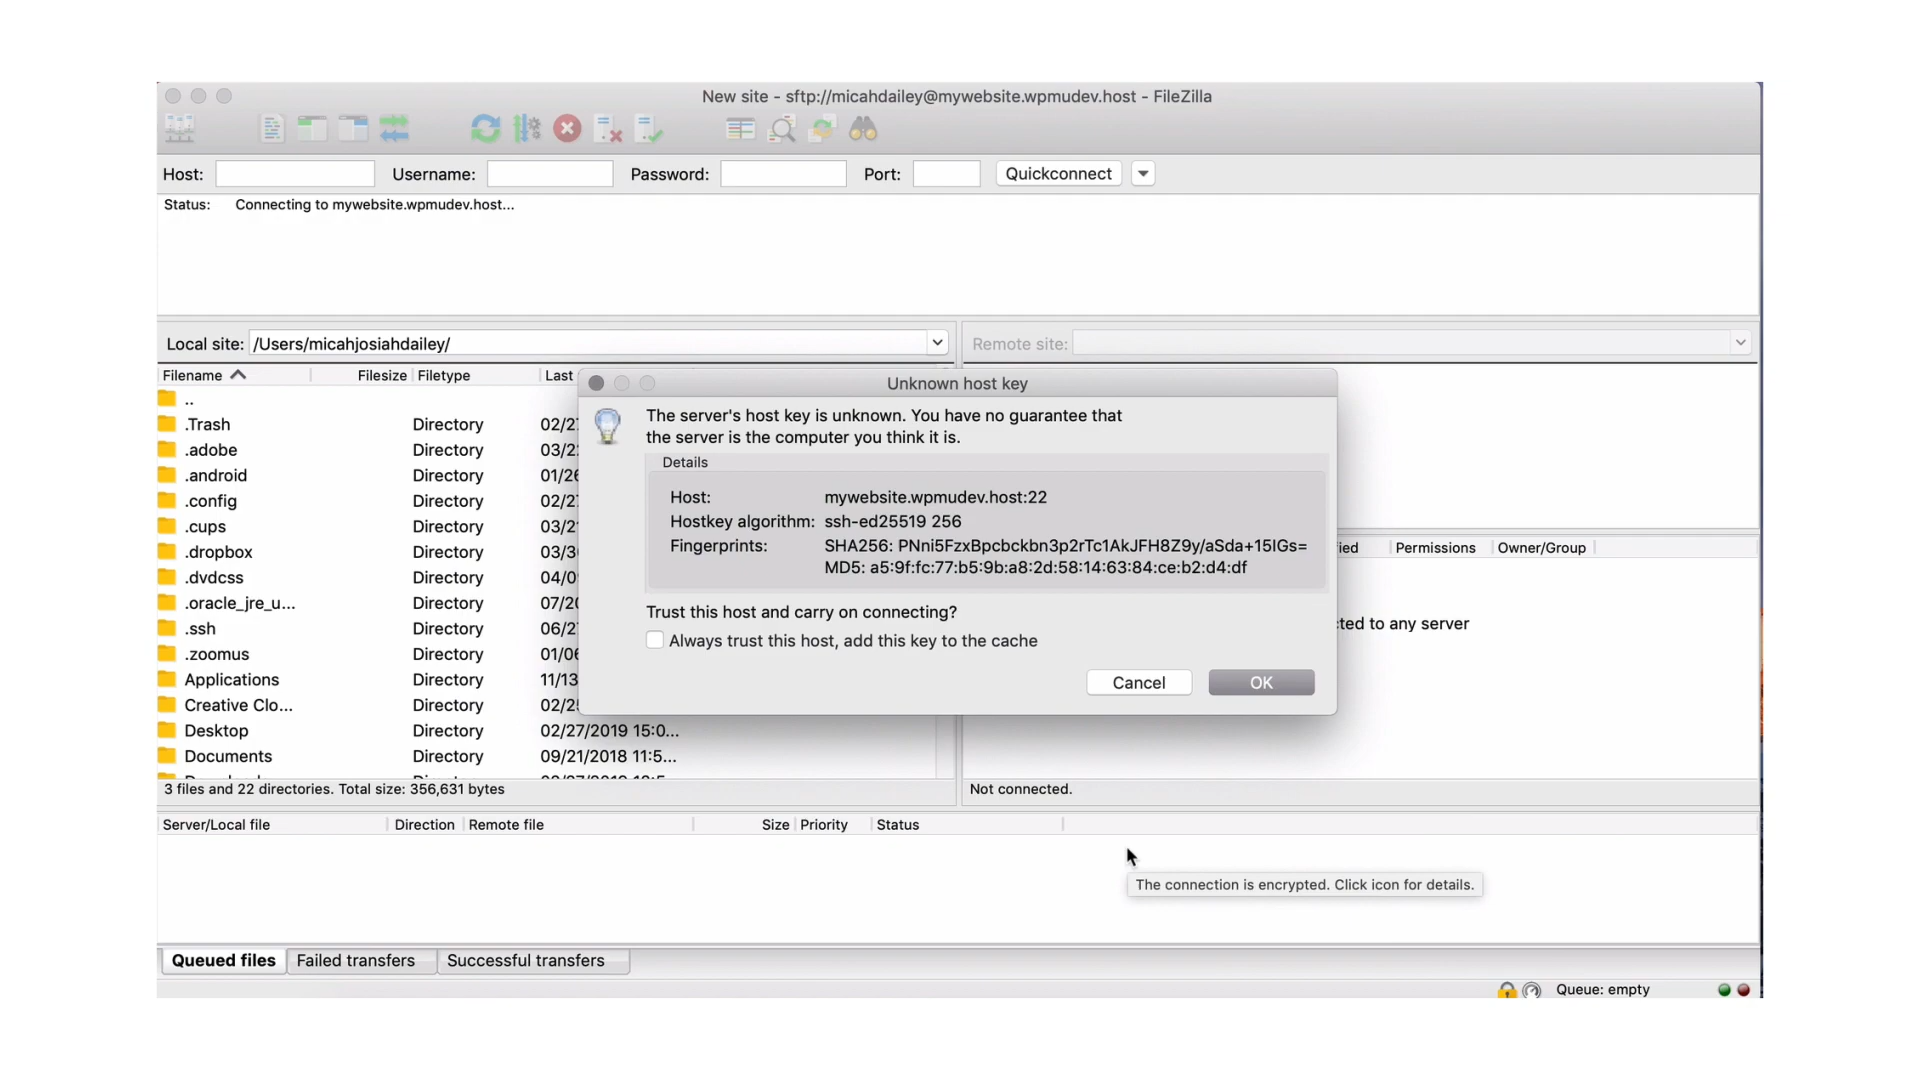 New site - sftp://micahdailey@mywebsite.wpmudev.host - FileZilla
Host: Username: Password: Port: Quickconnect
Status: Connecting to mywebsite.wpmudev.host...
Local site: /Users/micahjosiahdailey/
Remote site:
Filename Filesize Filetype Last
..
.Trash Directory
.adobe Directory
.android Directory
.config Directory
.cups Directory
.dropbox Directory
.dvdcss Directory
.oracle_jre_u... Directory
.ssh Directory
.zoomus Directory
Applications Directory 11/13
Creative Clo... Directory
Desktop Directory 02/27/2019 15:0...
Documents Directory 09/21/2018 11:5...
3 files and 22 directories. Total size: 356,631 bytes
Unknown host key
The server's host key is unknown. You have no guarantee that
the server is the computer you think it is.
Details
Host: mywebsite.wpmudev.host:22
Hostkey algorithm: ssh-ed25519 256
Fingerprints: SHA256: PNni5FzxBpcbckbn3p2rTc1AkJFH8Z9y/aSda+15IGs=
MD5: a5:9f:fc:77:b5:9b:a8:2d:58:14:63:84:ce:b2:d4:df
Trust this host and carry on connecting?
Always trust this host, add this key to the cache
Cancel OK
Permissions Owner/Group
to any server
Not connected.
Server/Local file Direction Remote file Size Priority Status
The connection is encrypted. Click icon for details.
Queued files Failed transfers Successful transfers
Queue: empty